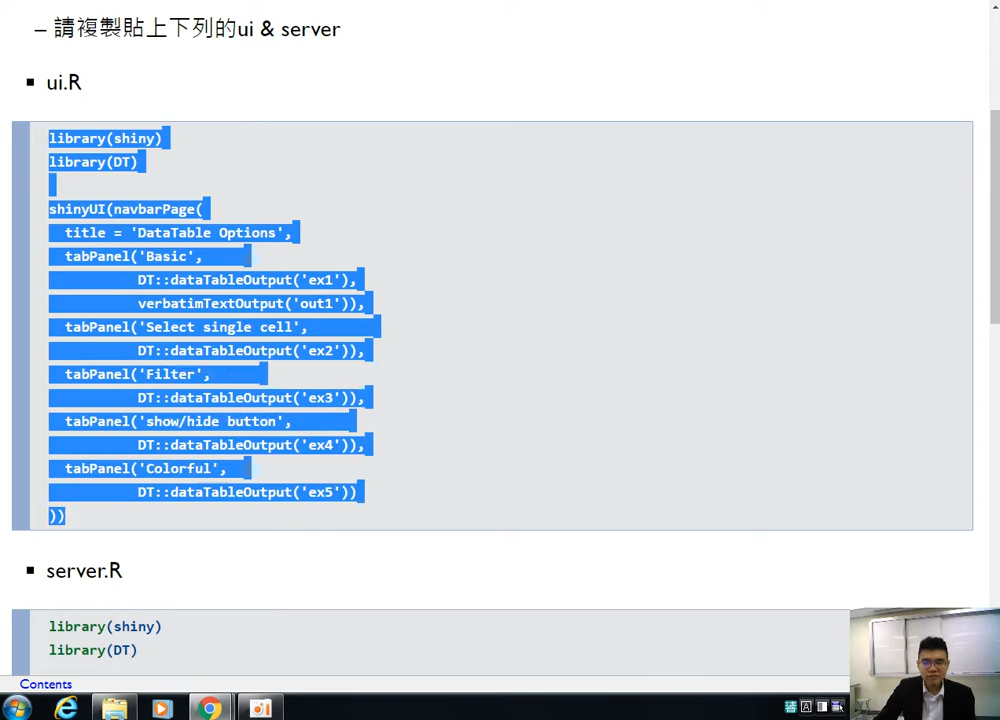 – 請複製貼上下列的ui & server
▪ ui.R
library(shiny)
library(DT)
shinyUI(navbarPage(
  title = 'DataTable Options',
  tabPanel('Basic',
           DT::dataTableOutput('ex1'),
           verbatimTextOutput('out1')),
  tabPanel('Select single cell',
           DT::dataTableOutput('ex2')),
  tabPanel('Filter',
           DT::dataTableOutput('ex3')),
  tabPanel('show/hide button',
           DT::dataTableOutput('ex4')),
  tabPanel('Colorful',
           DT::dataTableOutput('ex5'))
))
▪ server.R
library(shiny)
library(DT)
Contents